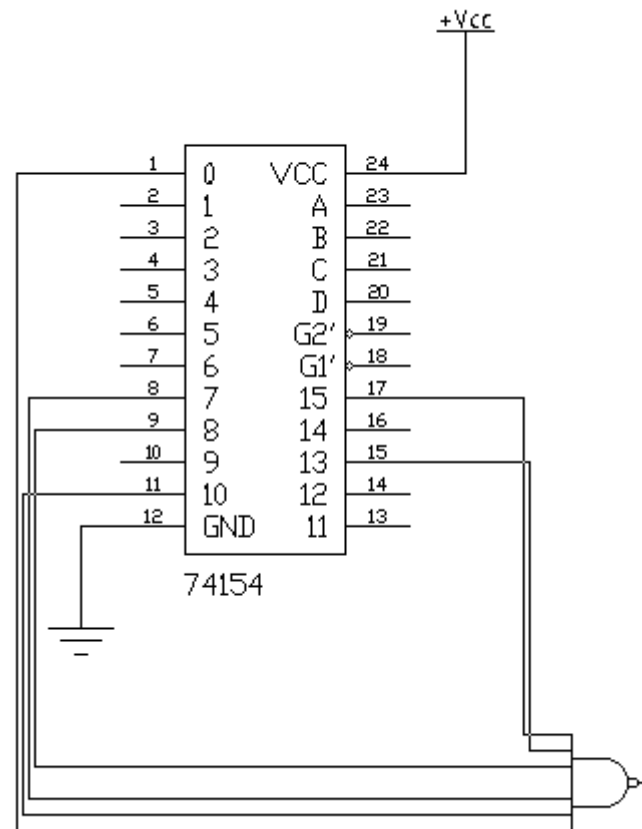 +Vcc
1 0 VCC 24
2 1 A 23
3 2 B 22
4 3 C 21
5 4 D 20
6 5 G2' 19
7 6 G1' 18
8 7 15 17
9 8 14 16
10 9 13 15
11 10 12 14
12 GND 11 13
74154